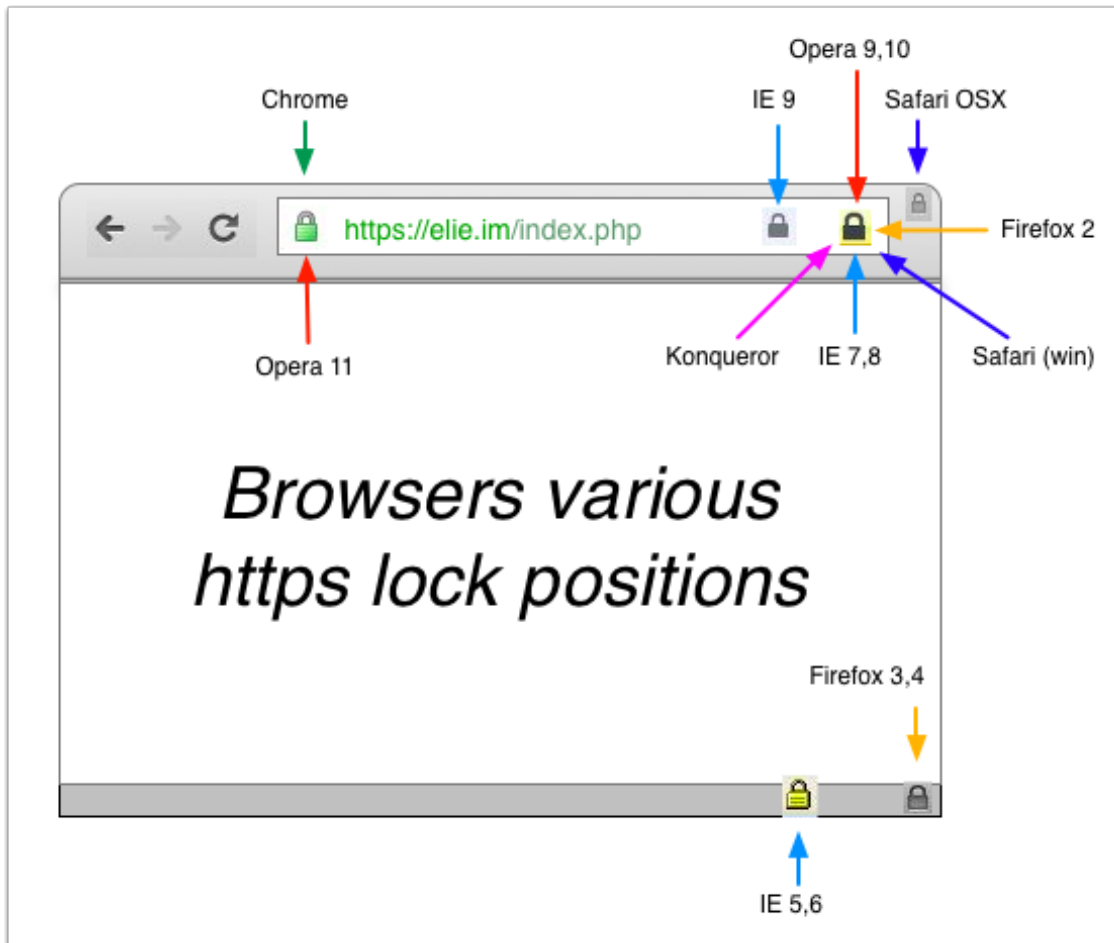 Opera 9,10
Chrome
IE 9
Safari OSX
https://elie.im/index.php
Firefox 2
Opera 11
Konqueror
IE 7,8
Safari (win)
Browsers various
https lock positions
Firefox 3,4
IE 5,6